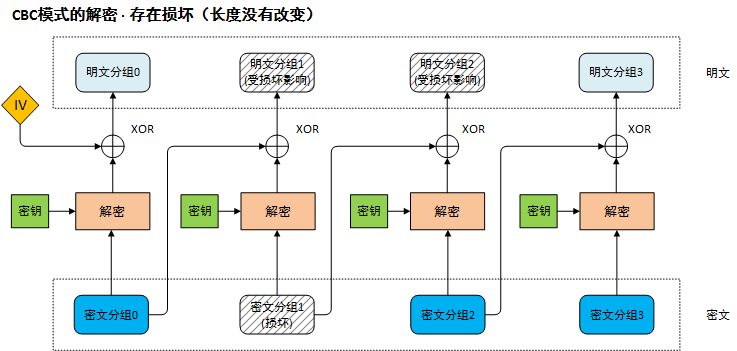 CBC模式的解密 · 存在损坏（长度没有改变）
明文分组0
明文分组1
(受损坏影响)
明文分组2
(受损坏影响)
明文分组3
明文
IV
XOR
XOR
XOR
XOR
密钥
解密
密钥
解密
密钥
解密
密钥
解密
密文分组0
密文分组1
(损坏)
密文分组2
密文分组3
密文